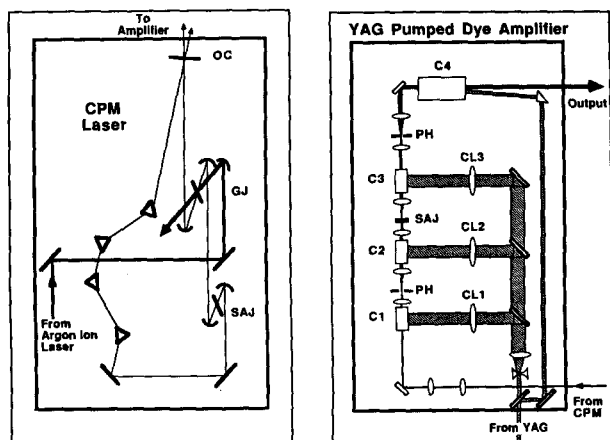 To
Amplifier
OC
CPM
Laser
GJ
From
Argon ion
Laser
SAJ
YAG Pumped Dye Amplifier
C4
Output
PH
C3
CL3
SAJ
C2
CL2
PH
C1
CL1
From
CPM
From YAG